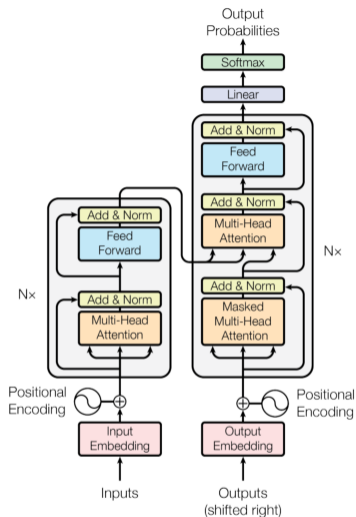 Output
Probabilities
Softmax
Linear
Add & Norm
Feed
Forward
Add & Norm
Multi-Head
Attention
Add & Norm
Masked
Multi-Head
Attention
N×
Add & Norm
Feed
Forward
Add & Norm
Multi-Head
Attention
N×
Positional
Encoding
Positional
Encoding
Input
Embedding
Output
Embedding
Inputs
Outputs
(shifted right)